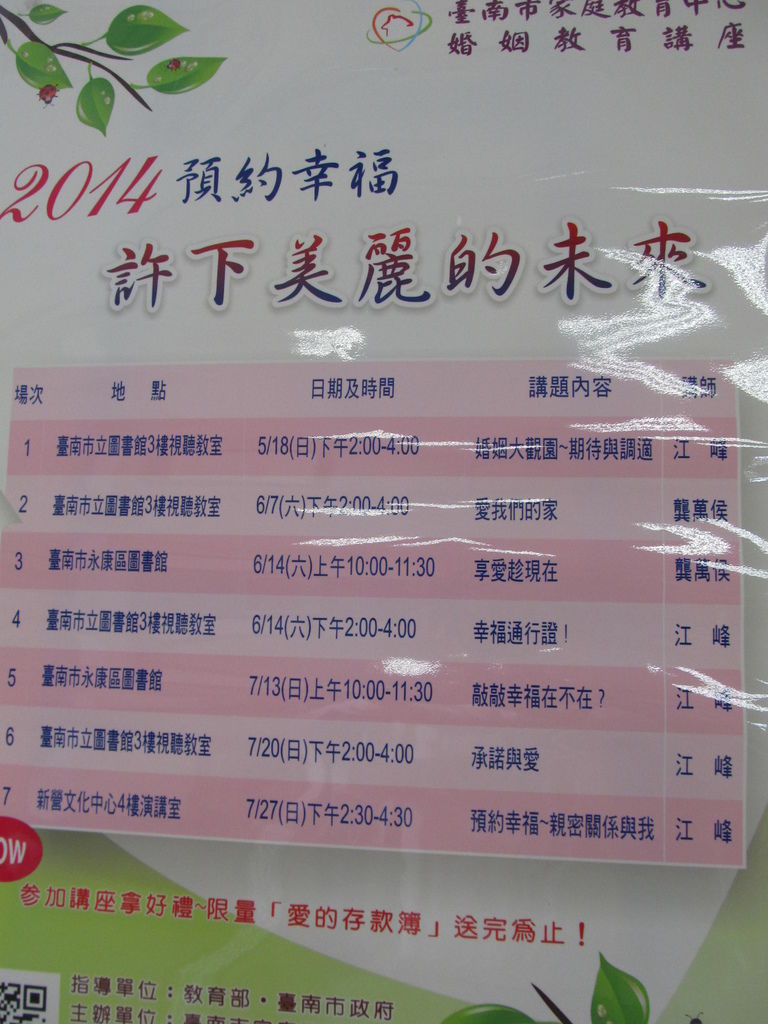 臺南市家庭教育中心
婚姻教育講座
2014 預約幸福
許下美麗的未來
場次 地點 日期及時間 講題內容 講師
1 臺南市立圖書館3樓視聽教室 5/18(日)下午2:00-4:00 婚姻大觀園~期待與調適 江峰
2 臺南市立圖書館3樓視聽教室 6/7(六)下午2:00-4:00 愛我們的家 龔萬侯
3 臺南市永康區圖書館 6/14(六)上午10:00-11:30 享愛趁現在 龔萬侯
4 臺南市立圖書館3樓視聽教室 6/14(六)下午2:00-4:00 幸福通行證！ 江峰
5 臺南市永康區圖書館 7/13(日)上午10:00-11:30 敲敲幸福在不在？ 江峰
6 臺南市立圖書館3樓視聽教室 7/20(日)下午2:00-4:00 承諾與愛 江峰
7 新營文化中心4樓演講室 7/27(日)下午2:30-4:30 預約幸福~親密關係與我 江峰
OW
參加講座拿好禮~限量「愛的存款簿」送完為止！
指導單位：教育部・臺南市政府
主辦單位：臺南市家庭